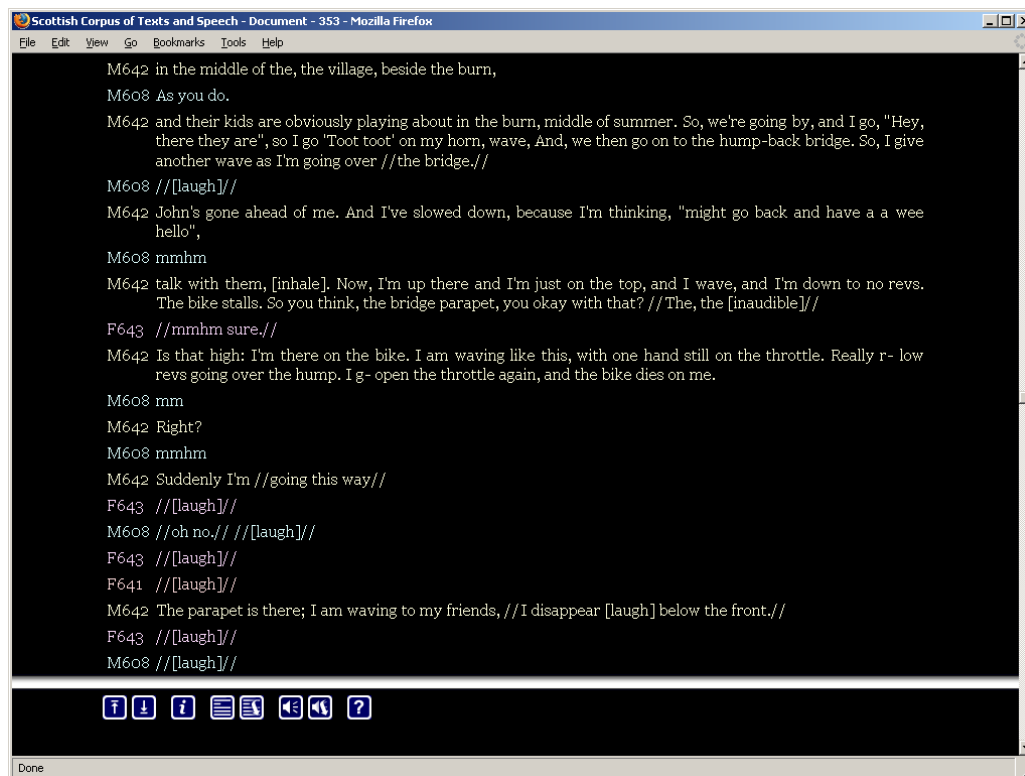 Scottish Corpus of Texts and Speech - Document - 353 - Mozilla Firefox
File Edit View Go Bookmarks Tools Help
M642 in the middle of the, the village, beside the burn,
M608 As you do.
M642 and their kids are obviously playing about in the burn, middle of summer. So, we're going by, and I go, "Hey,
there they are", so I go 'Toot toot' on my horn, wave, And, we then go on to the hump-back bridge. So, I give
another wave as I'm going over //the bridge.//
M608 //[laugh]//
M642 John's gone ahead of me. And I've slowed down, because I'm thinking, "might go back and have a a wee
hello",
M608 mmhm
M642 talk with them, [inhale]. Now, I'm up there and I'm just on the top, and I wave, and I'm down to no revs.
The bike stalls. So you think, the bridge parapet, you okay with that? //The, the [inaudible]//
F643 //mmhm sure.//
M642 Is that high: I'm there on the bike. I am waving like this, with one hand still on the throttle. Really r- low
revs going over the hump. I g- open the throttle again, and the bike dies on me.
M608 mm
M642 Right?
M608 mmhm
M642 Suddenly I'm //going this way//
F643 //[laugh]//
M608 //oh no.// //[laugh]//
F643 //[laugh]//
F641 //[laugh]//
M642 The parapet is there; I am waving to my friends, //I disappear [laugh] below the front.//
F643 //[laugh]//
M608 //[laugh]//
i ?
Done